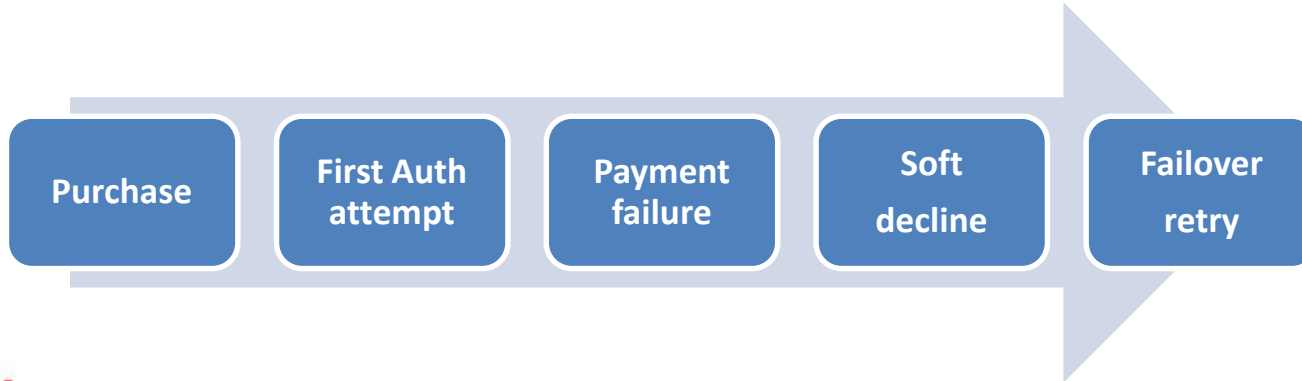 Purchase
First Auth
attempt
Payment
failure
Soft
decline
Failover
retry